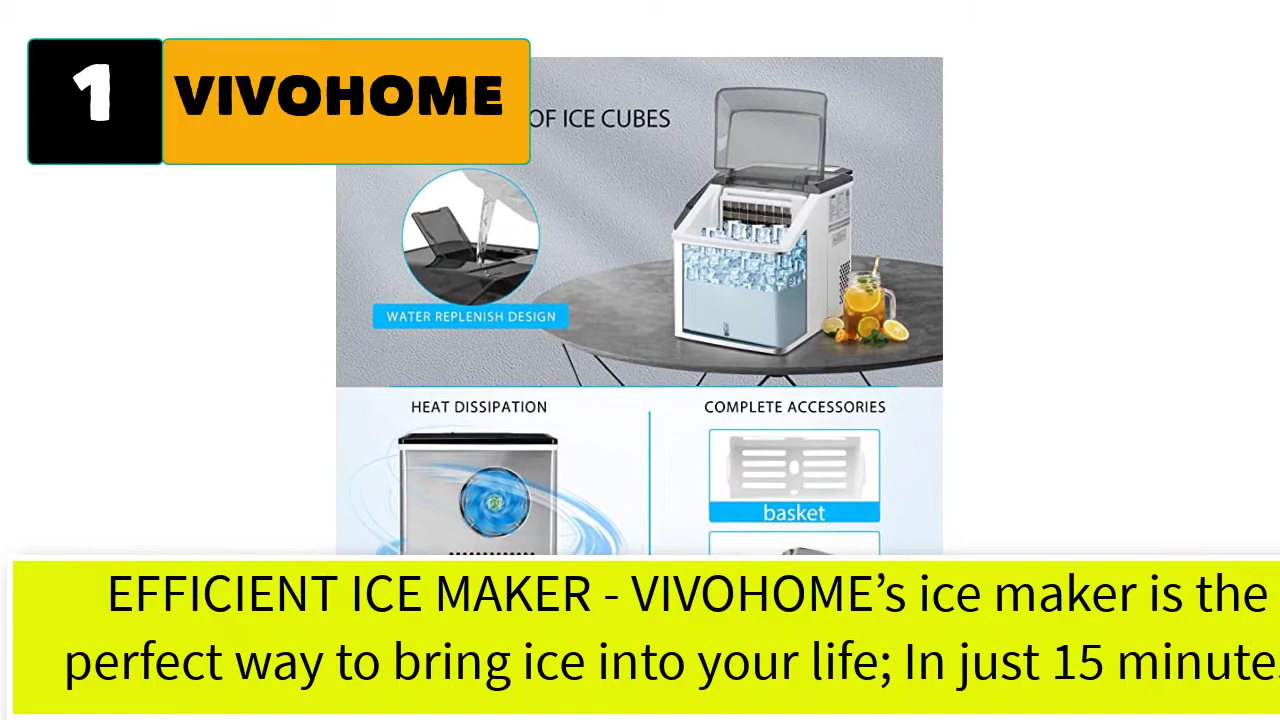 1 VIVOHOME
OF ICE CUBES
WATER REPLENISH DESIGN
HEAT DISSIPATION
COMPLETE ACCESSORIES
basket
EFFICIENT ICE MAKER - VIVOHOME’s ice maker is the
perfect way to bring ice into your life; In just 15 minute